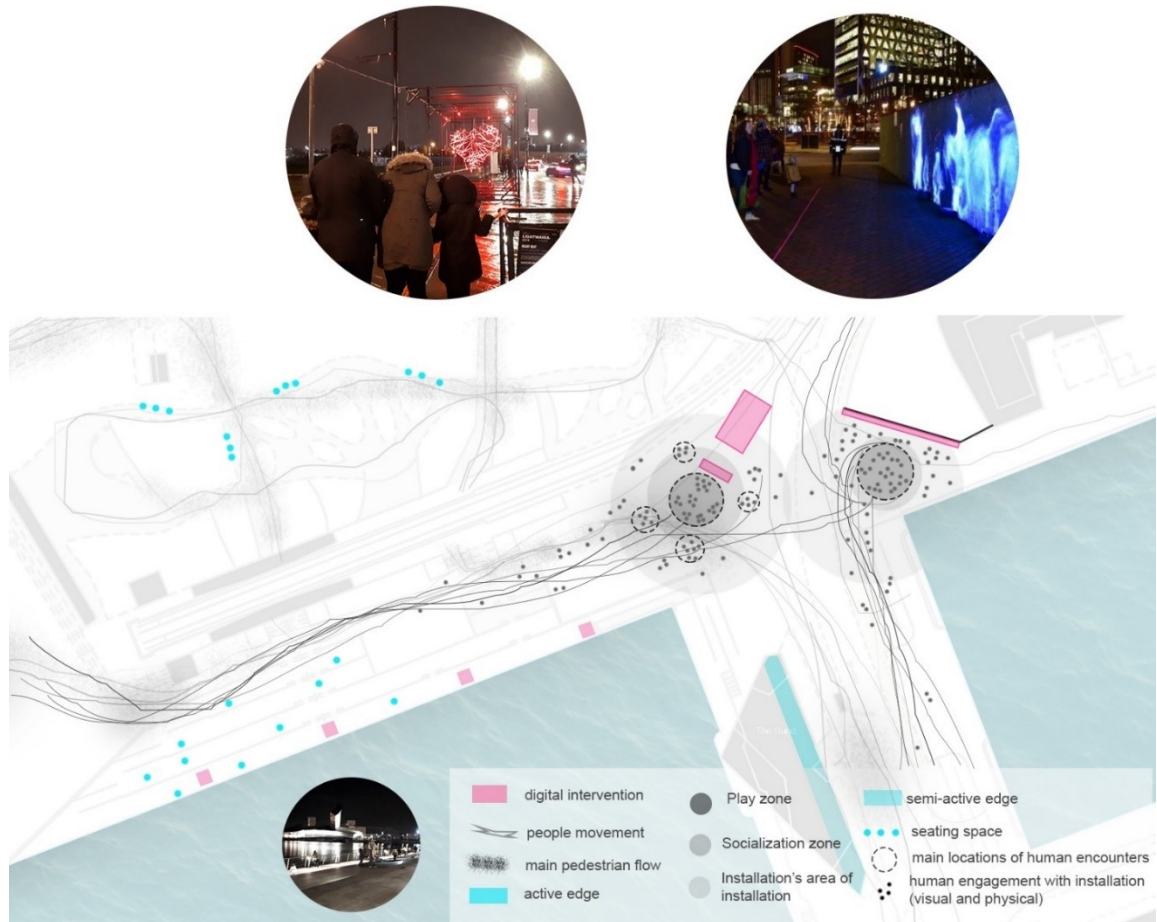 LIGHTWAVES
digital intervention
people movement
main pedestrian flow
active edge
Play zone
Socialization zone
Installation's area of
installation
semi-active edge
seating space
main locations of human encounters
human engagement with installation
(visual and physical)